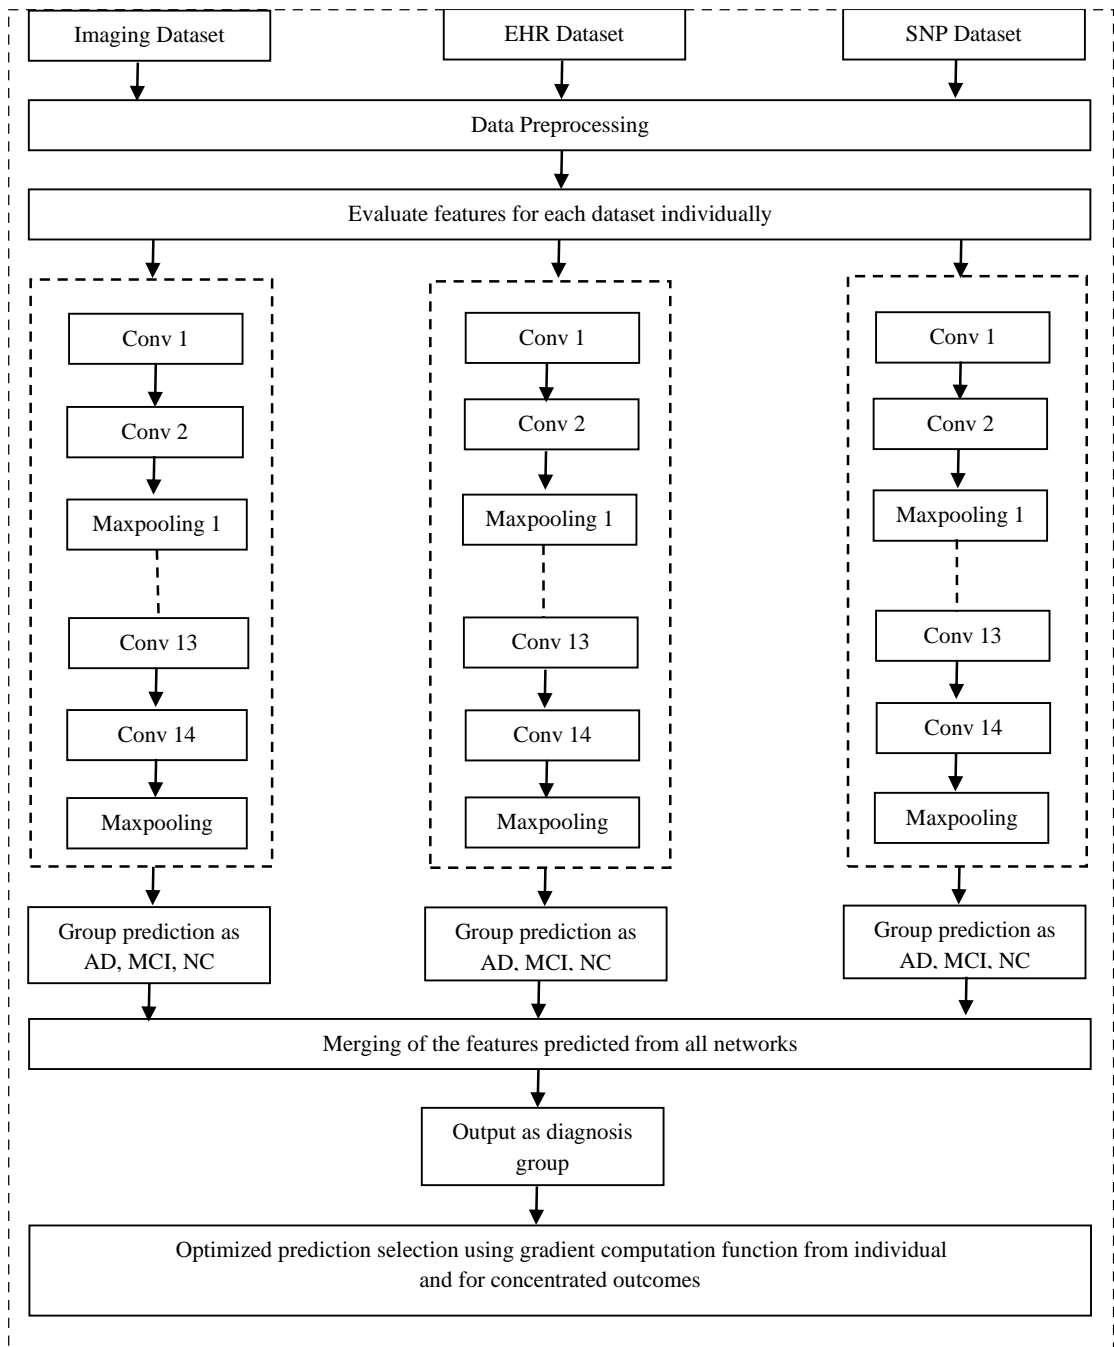 Imaging Dataset
EHR Dataset
SNP Dataset
Data Preprocessing
Evaluate features for each dataset individually
Conv 1
Conv 2
Maxpooling 1
Conv 13
Conv 14
Maxpooling
Conv 1
Conv 2
Maxpooling 1
Conv 13
Conv 14
Maxpooling
Conv 1
Conv 2
Maxpooling 1
Conv 13
Conv 14
Maxpooling
Group prediction as
AD, MCI, NC
Group prediction as
AD, MCI, NC
Group prediction as
AD, MCI, NC
Merging of the features predicted from all networks
Output as diagnosis
group
Optimized prediction selection using gradient computation function from individual
and for concentrated outcomes